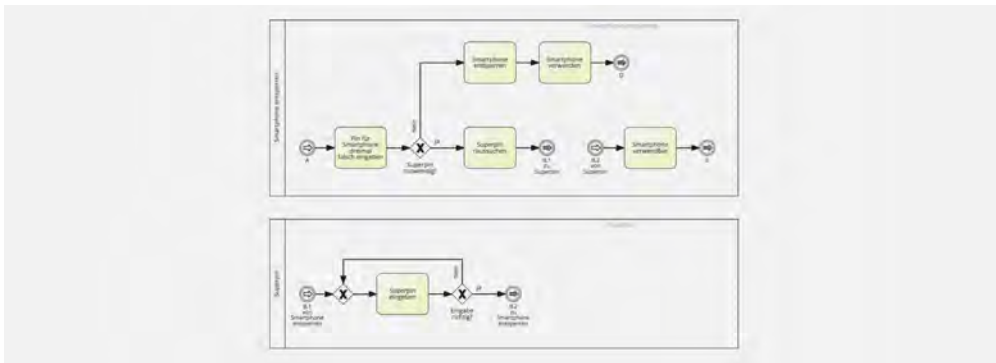 Smartphone entsperren
Smartphone
entsperren
Smartphone
verwenden
D
nein
A
Pin für
Smartphone
dreimal
falsch eingeben
Superpin
notwendig?
ja
Superpin
raussuchen
B.1
zu
Superpin
B.2
von
Superpin
Smartphone
verwenden
Superpin
nein
B.1
von
Smartphone
entsperren
Superpin
eingeben
Eingabe
richtig?
ja
B.2
zu
Smartphone
entsperren